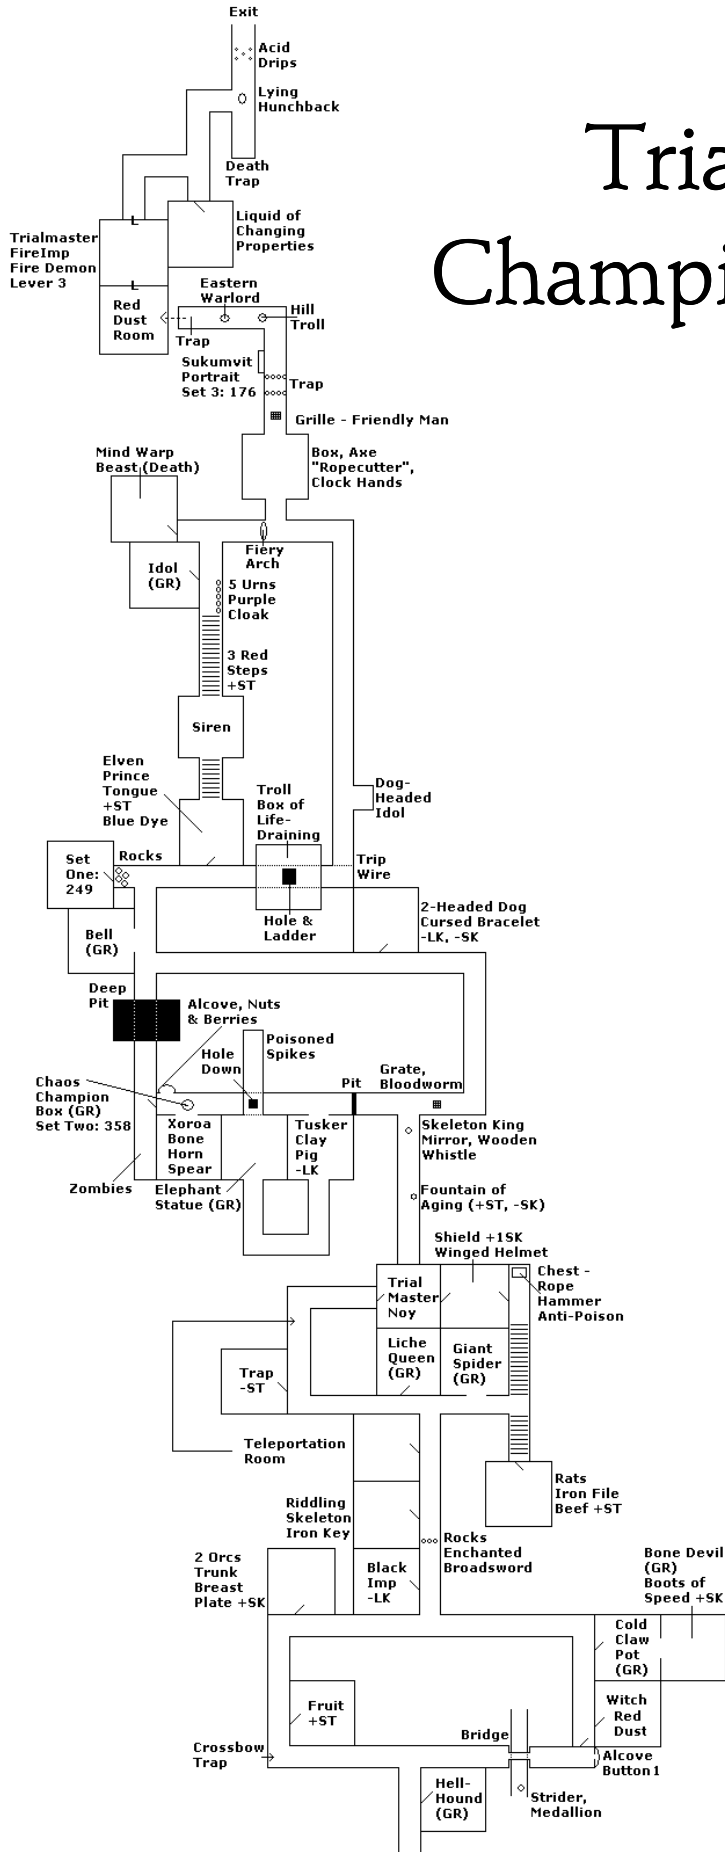 Exit
Acid
Drips
Lying
Hunchback
Death
Trap
Tria
Champi
Liquid of
Changing
Properties
Trialmaster
FireImp
Fire Demon
Lever 3
L
L
Red
Dust
Room
Eastern
Warlord
Hill
Troll
Trap
Sukumvit
Portrait
Set 3: 176
Trap
Grille - Friendly Man
Mind Warp
Beast (Death)
Box, Axe
"Ropecutter",
Clock Hands
Fiery
Arch
Idol
(GR)
5 Urns
Purple
Cloak
3 Red
Steps
+ST
Siren
Elven
Prince
Tongue
+ST
Blue Dye
Troll
Box of
Life-
Draining
Dog-
Headed
Idol
Set
One:
249
Rocks
Trip
Wire
Hole &
Ladder
2-Headed Dog
Cursed Bracelet
-LK, -SK
Bell
(GR)
Deep
Pit
Alcove, Nuts
& Berries
Hole
Down
Poisoned
Spikes
Pit
Grate,
Bloodworm
Chaos
Champion
Box (GR)
Set Two: 358
Xoroa
Bone
Horn
Spear
Tusker
Clay
Pig
-LK
Skeleton King
Mirror, Wooden
Whistle
Zombies
Elephant
Statue (GR)
Fountain of
Aging (+ST, -SK)
Shield +1SK
Winged Helmet
Trial
Master
Noy
Chest -
Rope
Hammer
Anti-Poison
Liche
Queen
(GR)
Giant
Spider
(GR)
Trap
-ST
Teleportation
Room
Rats
Iron File
Beef +ST
Riddling
Skeleton
Iron Key
Rocks
Enchanted
Broadsword
2 Orcs
Trunk
Breast
Plate +SK
Black
Imp
-LK
Bone Devil
(GR)
Boots of
Speed +SK
Cold
Claw
Pot
(GR)
Fruit
+ST
Witch
Red
Dust
Bridge
Crossbow
Trap
Alcove
Button1
Hell-
Hound
(GR)
Strider,
Medallion